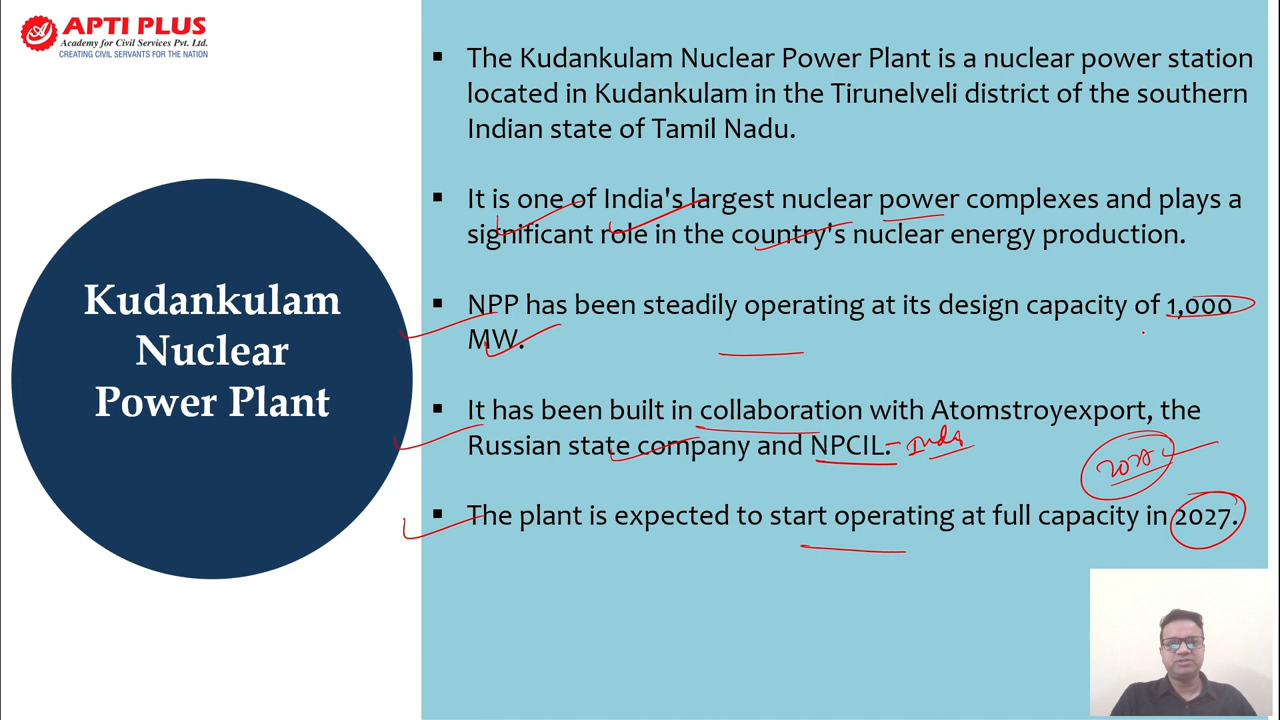 APTI PLUS
Academy for Civil Services Pvt. Ltd.
CREATING CIVIL SERVANTS FOR THE NATION
Kudankulam
Nuclear
Power Plant
▪ The Kudankulam Nuclear Power Plant is a nuclear power station
located in Kudankulam in the Tirunelveli district of the southern
Indian state of Tamil Nadu.
▪ It is one of India's largest nuclear power complexes and plays a
significant role in the country's nuclear energy production.
▪ NPP has been steadily operating at its design capacity of 1,000
MW.
▪ It has been built in collaboration with Atomstroyexport, the
Russian state company and NPCIL.
▪ The plant is expected to start operating at full capacity in 2027.